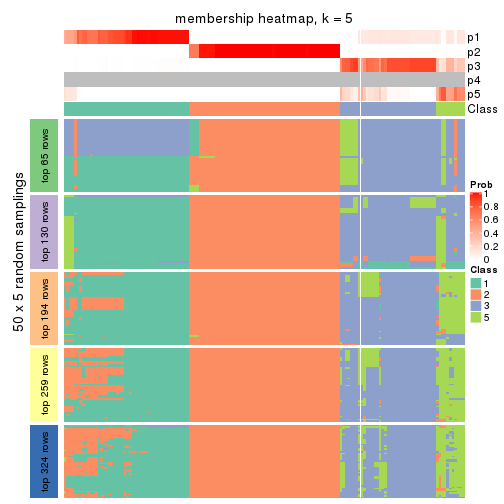 membership heatmap, k = 5
p1
p2
p3
p4
p5
Class
50 x 5 random samplings
top 65 rows
top 130 rows
top 194 rows
top 259 rows
top 324 rows
Prob
1
0.8
0.6
0.4
0.2
0
Class
1
2
3
5